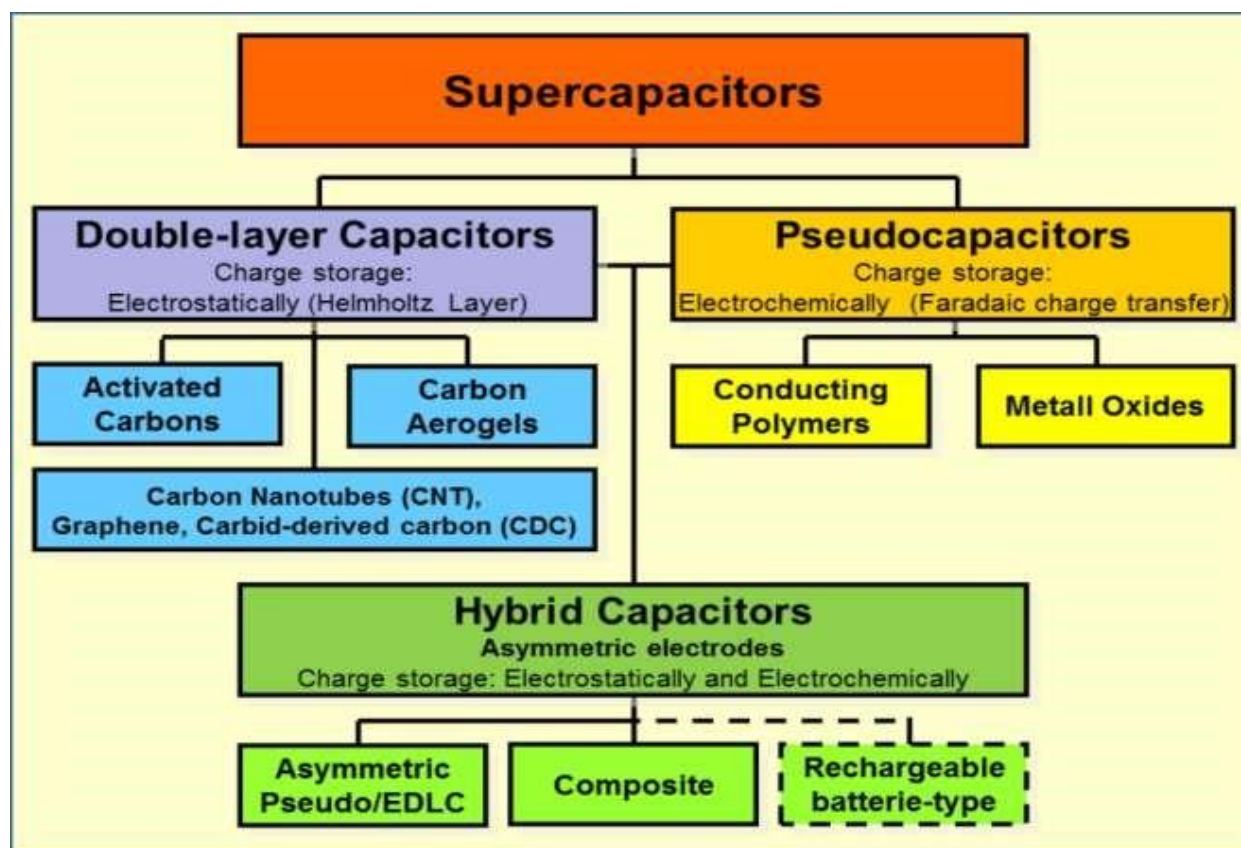 Supercapacitors
Double-layer Capacitors
Charge storage:
Electrostatically (Helmholtz Layer)
Pseudocapacitors
Charge storage:
Electrochemically (Faradaic charge transfer)
Activated
Carbons
Carbon
Aerogels
Conducting
Polymers
Metall Oxides
Carbon Nanotubes (CNT),
Graphene, Carbid-derived carbon (CDC)
Hybrid Capacitors
Asymmetric electrodes
Charge storage: Electrostatically and Electrochemically
Asymmetric
Pseudo/EDLC
Composite
Rechargeable
batterie-type